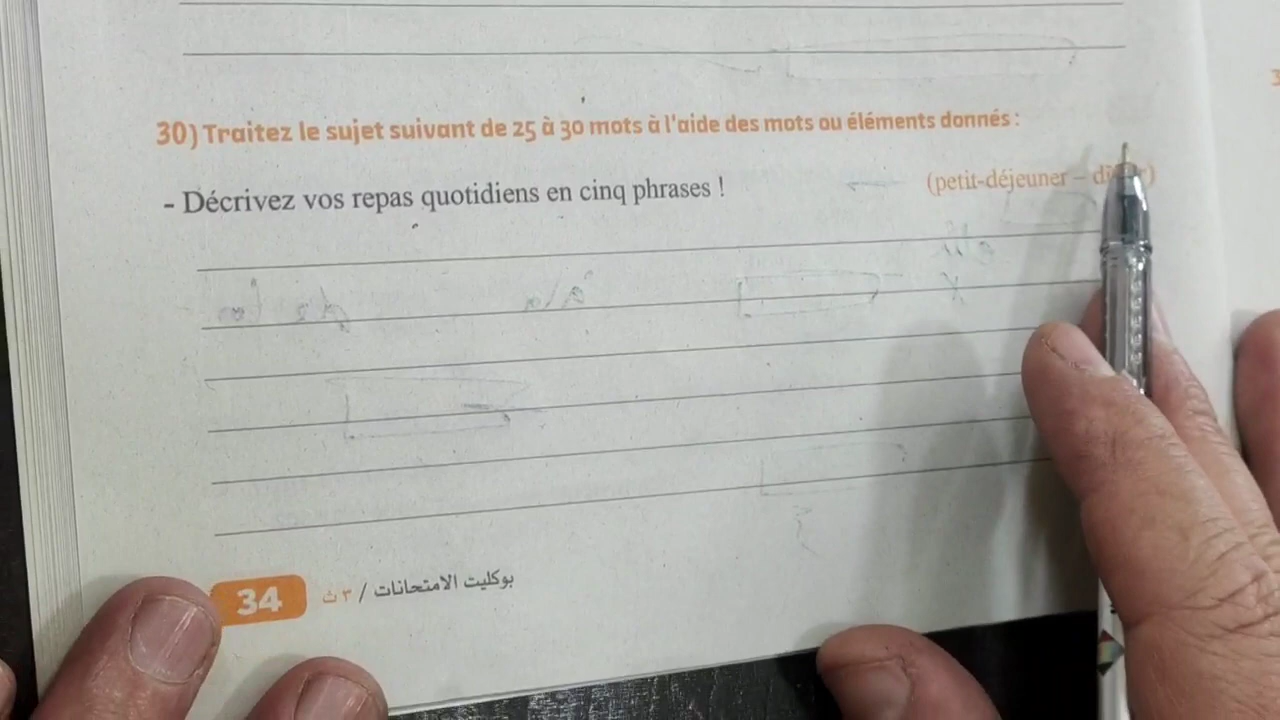 30) Traitez le sujet suivant de 25 à 30 mots à l'aide des mots ou éléments donnés :
- Décrivez vos repas quotidiens en cinq phrases ! (petit-déjeuner –
34 بوكليت الامتحانات / ٣ ث